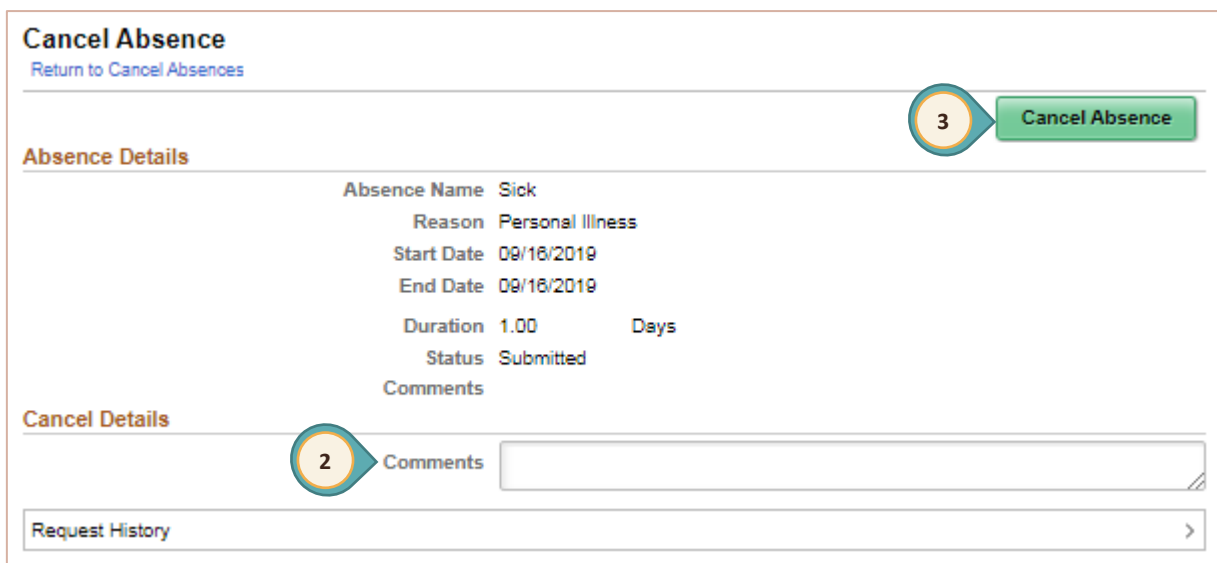 Cancel Absence
Return to Cancel Absences
3 Cancel Absence
Absence Details
Absence Name Sick
Reason Personal Illness
Start Date 09/16/2019
End Date 09/16/2019
Duration 1.00 Days
Status Submitted
Comments
Cancel Details
2 Comments
Request History